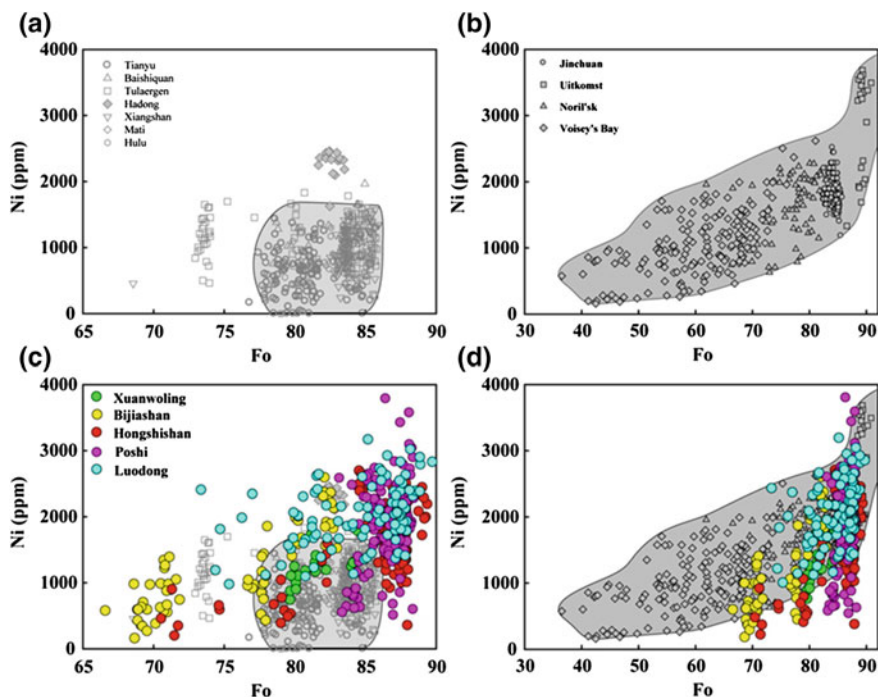 (a)
4000
3000
2000
1000
0
Ni (ppm)
Tianyu
Baishiquan
Tulaergen
Hadong
Xiangshan
Mati
Hulu
65 70 75 80 85 90
Fo
(b)
4000
3000
2000
1000
0
Ni (ppm)
Jinchuan
Uitkomst
Noril'sk
Voisey's Bay
30 40 50 60 70 80 90
Fo
(c)
4000
3000
2000
1000
0
Ni (ppm)
Xuanwoling
Bijiashan
Hongshishan
Poshi
Luodong
65 70 75 80 85 90
Fo
(d)
4000
3000
2000
1000
0
Ni (ppm)
30 40 50 60 70 80 90
Fo